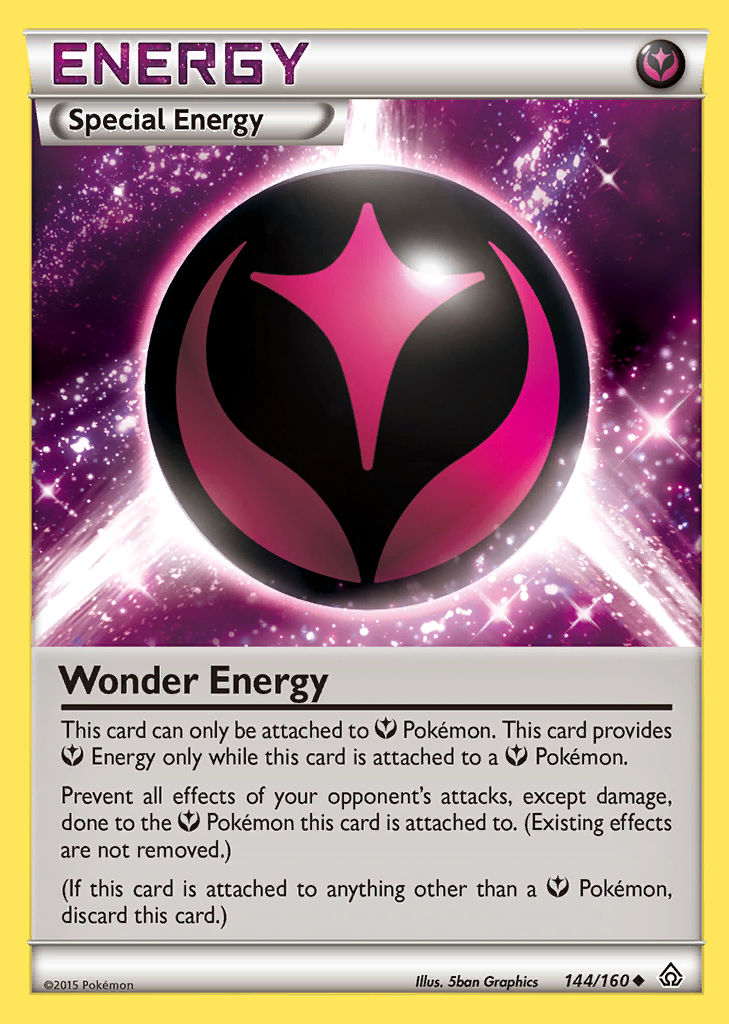 ENERGY
Special Energy
Wonder Energy
This card can only be attached to Pokémon. This card provides
Energy only while this card is attached to a Pokémon.
Prevent all effects of your opponent's attacks, except damage,
done to the Pokémon this card is attached to. (Existing effects
are not removed.)
(If this card is attached to anything other than a Pokémon,
discard this card.)
©2015 Pokémon
Illus. 5ban Graphics
144/160